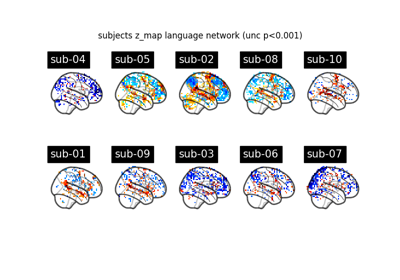 subjects z_map language network (unc p<0.001)
sub-04 sub-05 sub-02 sub-08 sub-10
sub-01 sub-09 sub-03 sub-06 sub-07